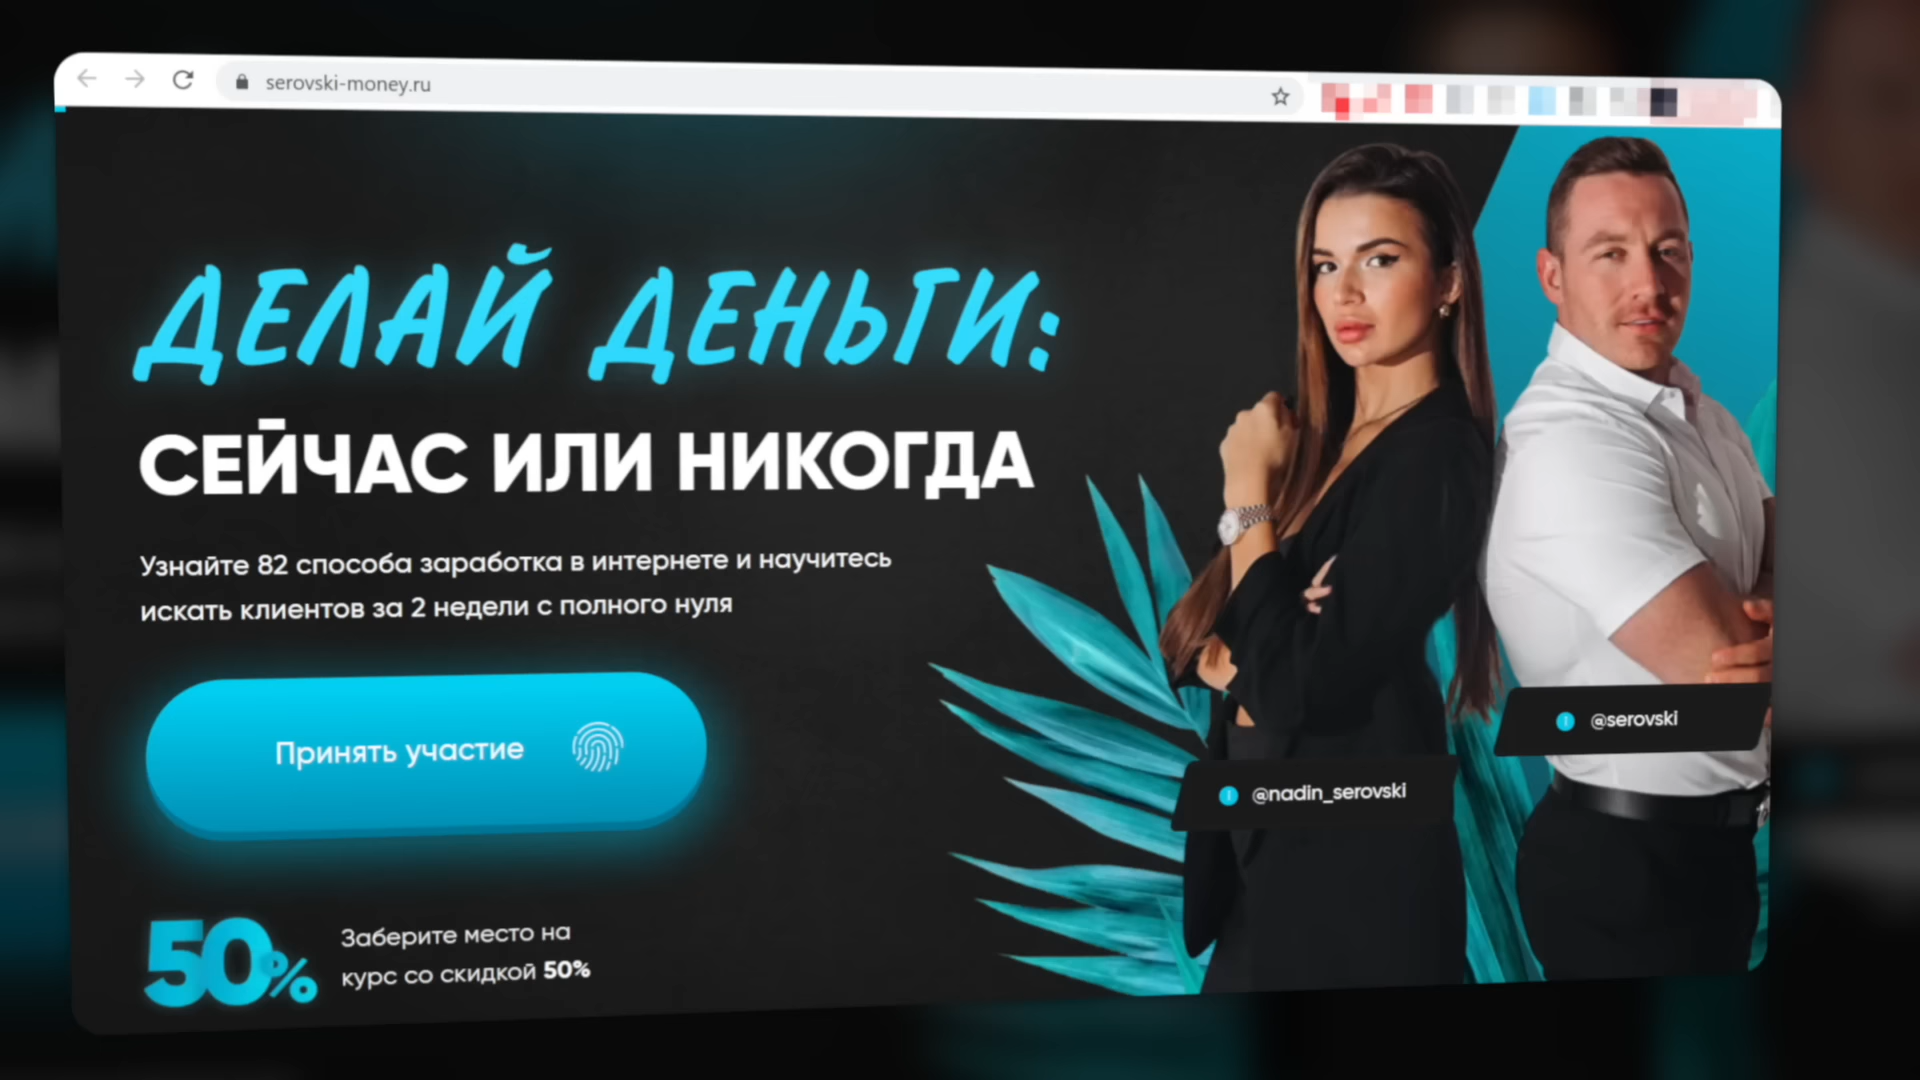 serovski-money.ru
ДЕЛАЙ ДЕНЬГИ:
СЕЙЧАС ИЛИ НИКОГДА
Узнайте 82 способа заработка в интернете и научитесь
искать клиентов за 2 недели с полного нуля
Принять участие
@serovski
@nadin_serovski
50%
Заберите место на
курс со скидкой 50%